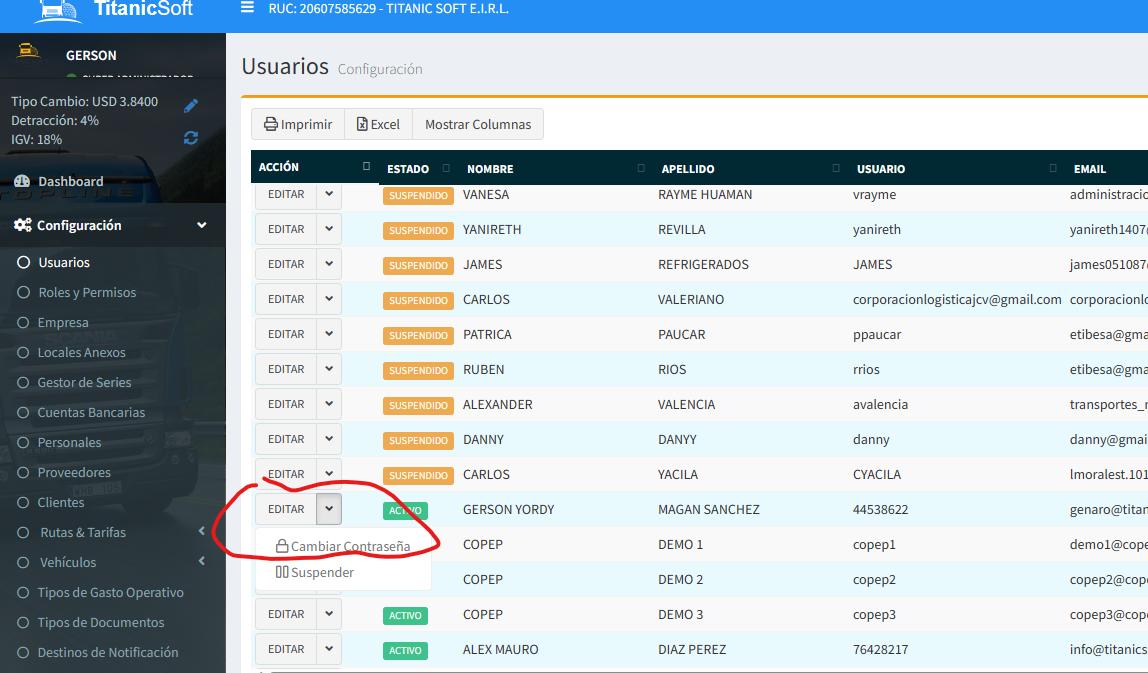 TitanicSoft
RUC: 20607585629 - TITANIC SOFT E.I.R.L.
GERSON
SUPER ADMINISTRADOR
Tipo Cambio: USD 3.8400
Detracción: 4%
IGV: 18%
Dashboard
Configuración
Usuarios
Roles y Permisos
Empresa
Locales Anexos
Gestor de Series
Cuentas Bancarias
Personales
Proveedores
Clientes
Rutas & Tarifas
Vehículos
Tipos de Gasto Operativo
Tipos de Documentos
Destinos de Notificación
Usuarios Configuración
Imprimir Excel Mostrar Columnas
ACCIÓN ESTADO NOMBRE APELLIDO USUARIO EMAIL
EDITAR SUSPENDIDO VANESA RAYME HUAMAN vrayme administracio
EDITAR SUSPENDIDO YANIRETH REVILLA yanireth yanireth1407
EDITAR SUSPENDIDO JAMES REFRIGERADOS JAMES james051087
EDITAR SUSPENDIDO CARLOS VALERIANO corporacionlogisticajcv@gmail.com corporacionlo
EDITAR SUSPENDIDO PATRICA PAUCAR ppaucar etibesa@gma
EDITAR SUSPENDIDO RUBEN RIOS rrios etibesa@gma
EDITAR SUSPENDIDO ALEXANDER VALENCIA avalencia transportes_
EDITAR SUSPENDIDO DANNY DANYY danny danny@gmai
EDITAR SUSPENDIDO CARLOS YACILA CYACILA lmoralest.101
EDITAR ACTIVO GERSON YORDY MAGAN SANCHEZ 44538622 genaro@titan
Cambiar Contraseña COPEP DEMO 1 copep1 demo1@cope
Suspender COPEP DEMO 2 copep2 copep2@cope
EDITAR ACTIVO COPEP DEMO 3 copep3 copep3@cope
EDITAR ACTIVO ALEX MAURO DIAZ PEREZ 76428217 info@titanics